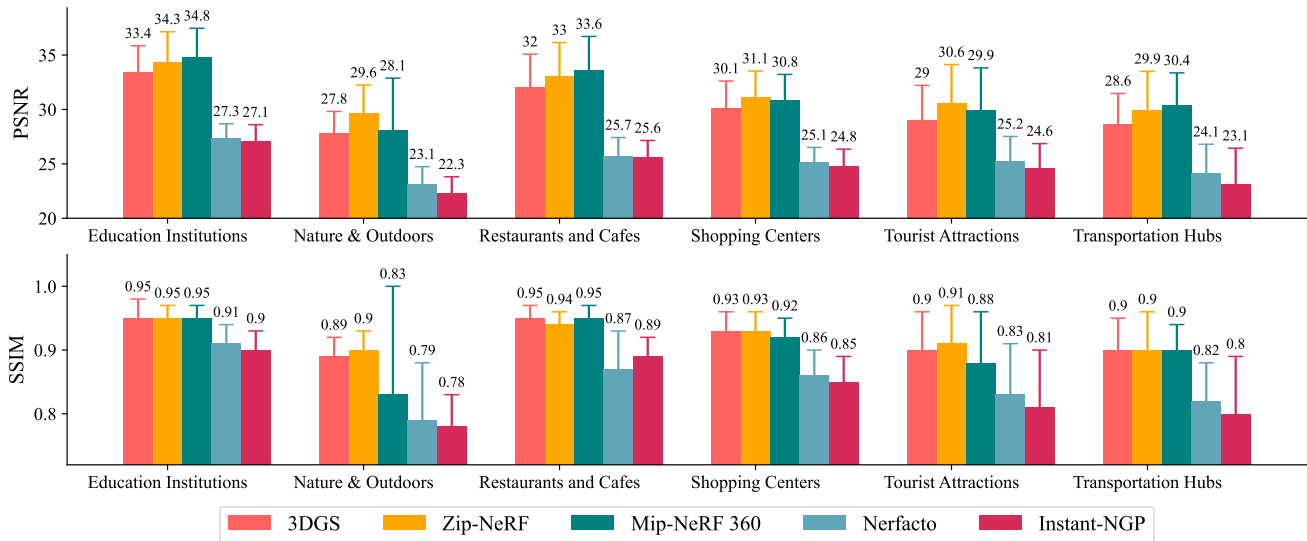 33.4 34.3 34.8 27.3 27.1 27.8 29.6 28.1 23.1 22.3 32 33 33.6 25.7 25.6 30.1 31.1 30.8 25.1 24.8 29 30.6 29.9 25.2 24.6 28.6 29.9 30.4 24.1 23.1
PSNR
35
30
25
20
Education Institutions Nature & Outdoors Restaurants and Cafes Shopping Centers Tourist Attractions Transportation Hubs
0.95 0.95 0.95 0.91 0.9 0.89 0.9 0.83 0.79 0.78 0.95 0.94 0.95 0.87 0.89 0.93 0.93 0.92 0.86 0.85 0.9 0.91 0.88 0.83 0.81 0.9 0.9 0.9 0.82 0.8
SSIM
1.0
0.9
0.8
Education Institutions Nature & Outdoors Restaurants and Cafes Shopping Centers Tourist Attractions Transportation Hubs
3DGS Zip-NeRF Mip-NeRF 360 Nerfacto Instant-NGP